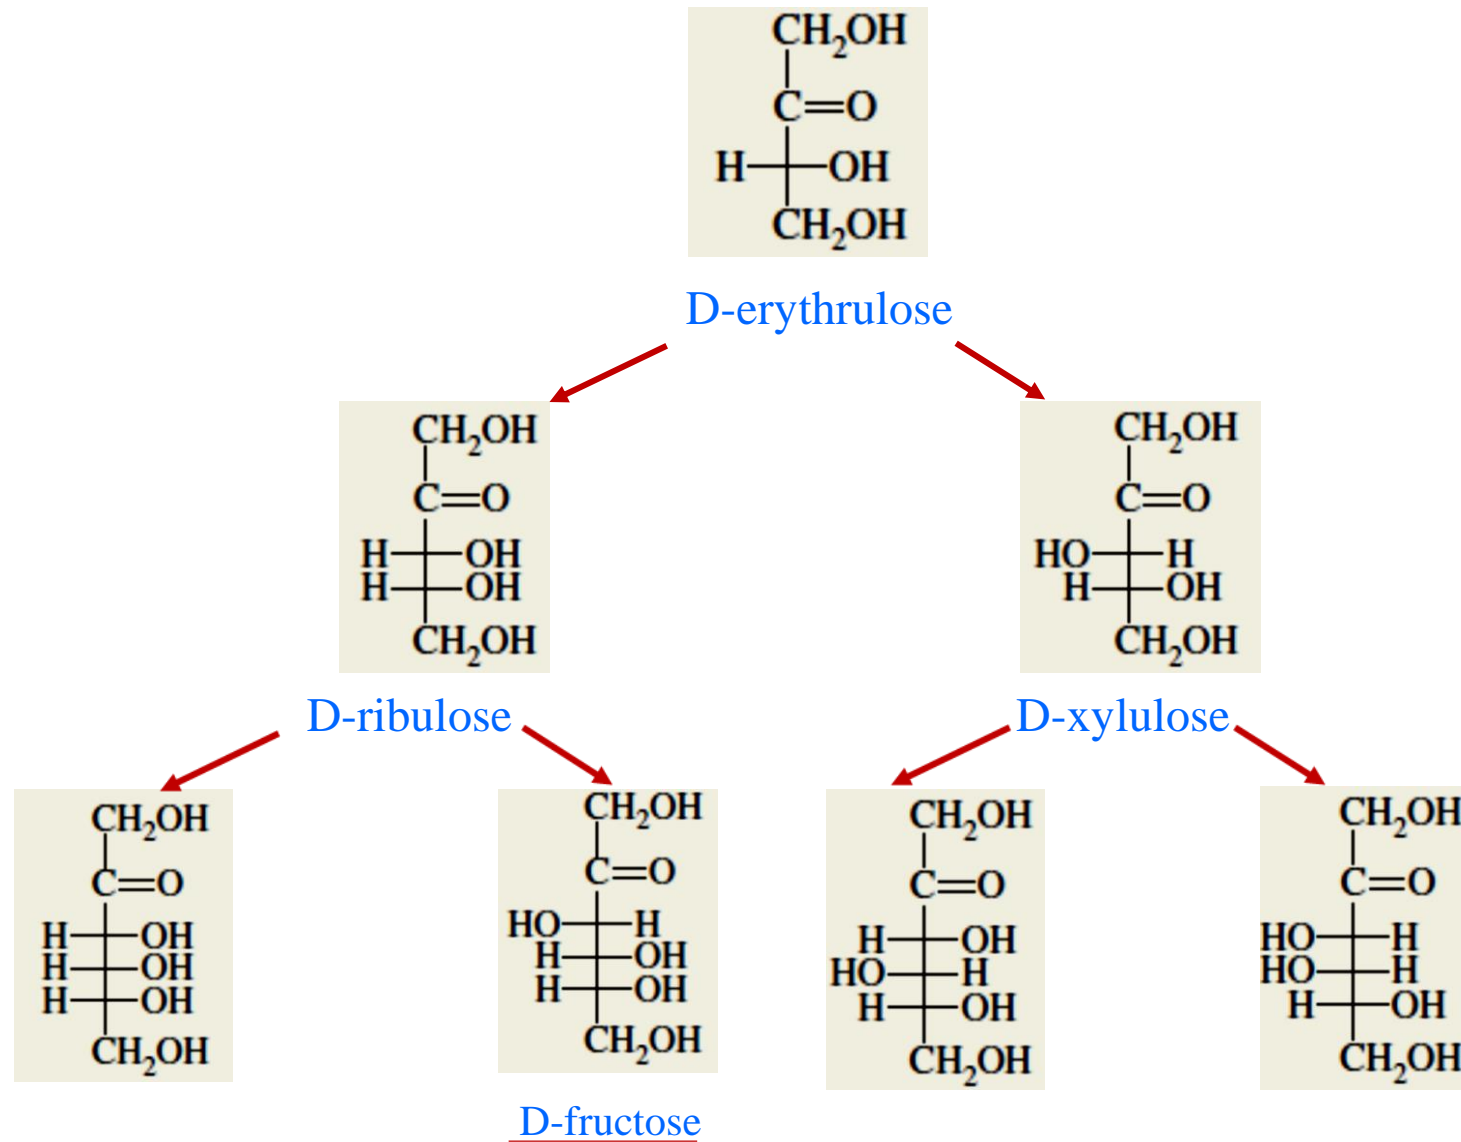 CH₂OH
C=O
H OH
CH₂OH
D-erythrulose
CH₂OH
C=O
H OH
H OH
CH₂OH
D-ribulose
CH₂OH
C=O
HO H
H OH
CH₂OH
D-xylulose
CH₂OH
C=O
H OH
H OH
H OH
CH₂OH
CH₂OH
C=O
HO H
H OH
H OH
CH₂OH
D-fructose
CH₂OH
C=O
H OH
HO H
H OH
CH₂OH
CH₂OH
C=O
HO H
HO H
H OH
CH₂OH